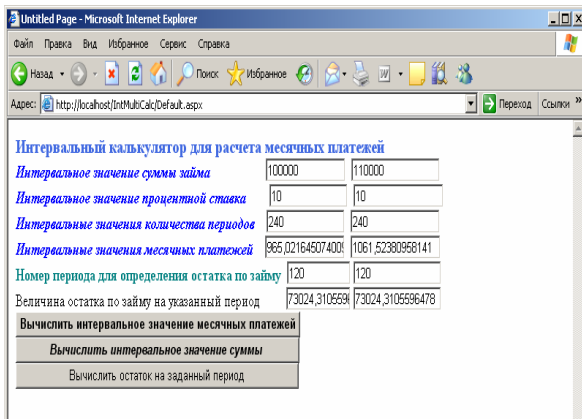 Untitled Page - Microsoft Internet Explorer
Файл Правка Вид Избранное Сервис Справка
Назад Поиск Избранное
Адрес: http://localhost/IntMultiCalc/Default.aspx Переход Ссылки »
Интервальный калькулятор для расчета месячных платежей
Интервальное значение суммы займа 100000 110000
Интервальное значение процентной ставка 10 10
Интервальные значения количества периодов 240 240
Интервальные значения месячных платежей 965,02164507400 1061,52380958141
Номер периода для определения остатка по займу 120 120
Величина остатка по займу на указанный период 73024,3105596 73024,3105596478
Вычислить интервальное значение месячных платежей
Вычислить интервальное значение суммы
Вычислить остаток на заданный период